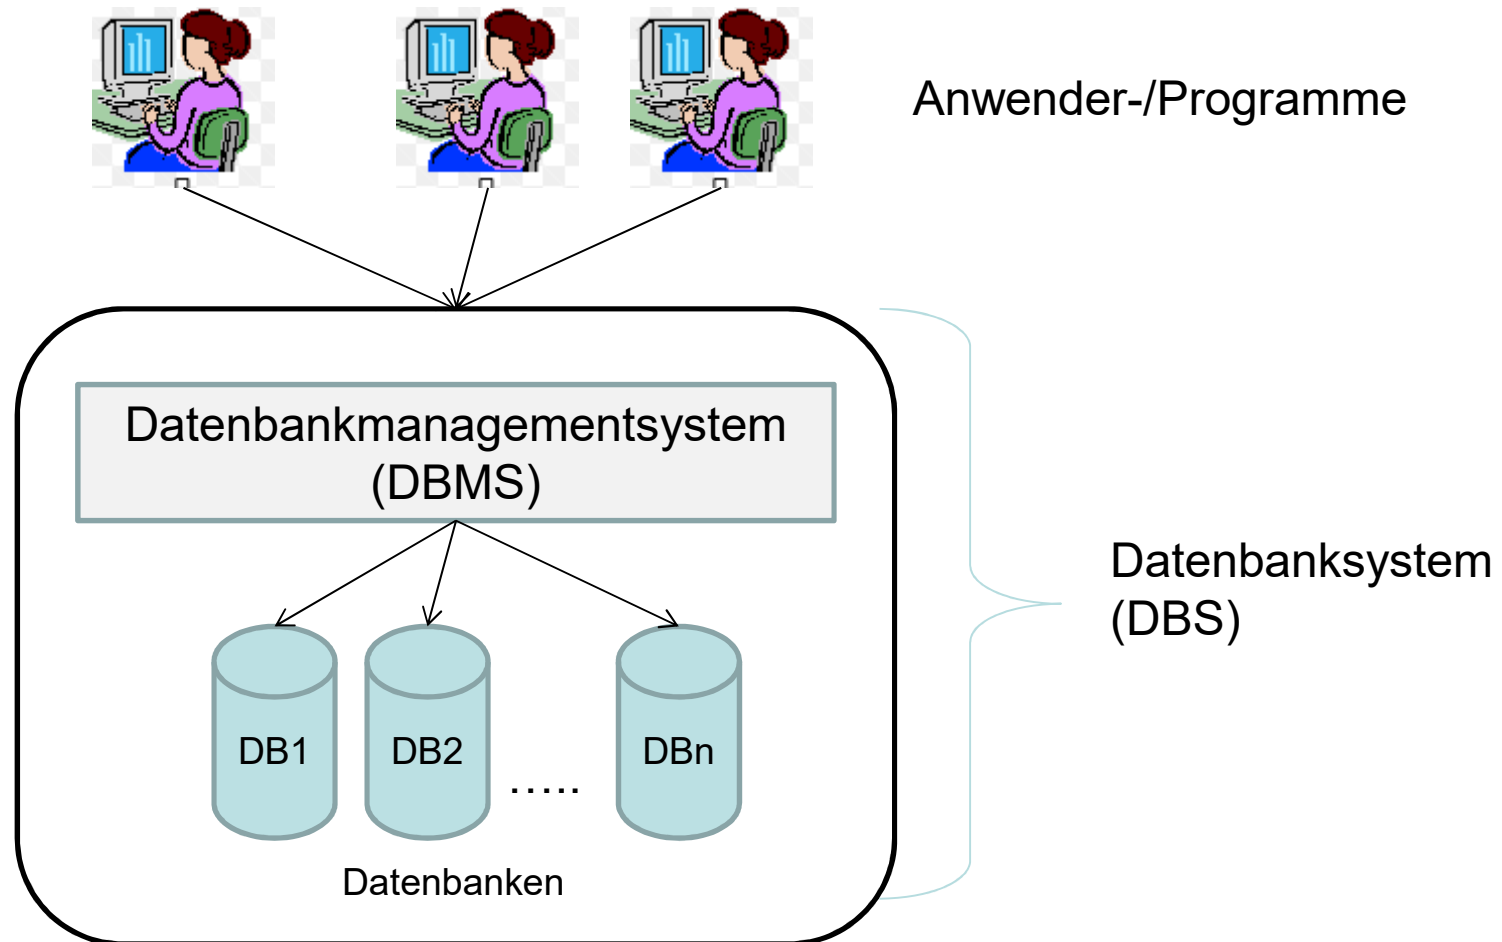 Anwender-/Programme
Datenbankmanagementsystem
(DBMS)
Datenbanksystem
(DBS)
DB1
DB2
.....
DBn
Datenbanken